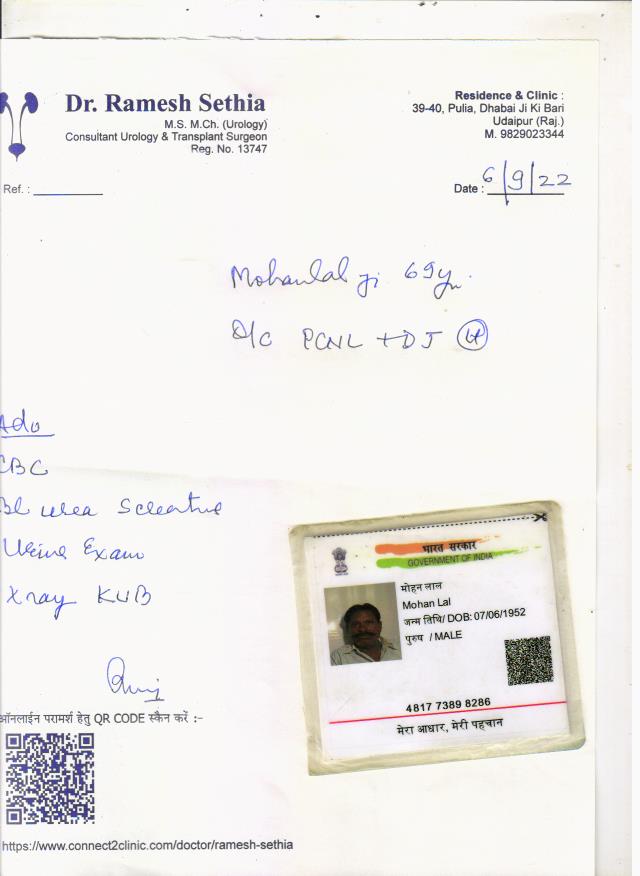 Dr. Ramesh Sethia
M.S. M.Ch. (Urology)
Consultant Urology & Transplant Surgeon
Reg. No. 13747
Residence & Clinic :
39-40, Pulia, Dhabai Ji Ki Bari
Udaipur (Raj.)
M. 9829023344
Ref. :
Date : 6/9/22
Mohanlal ji 69yr.
O/C PCNL + DJ Lt
Adv
CBC
Bl urea S creatine
Urine Exam
Xray KUB
ऑनलाईन परामर्श हेतु QR CODE स्कैन करें :-
https://www.connect2clinic.com/doctor/ramesh-sethia
भारत सरकार
GOVERNMENT OF INDIA
मोहन लाल
Mohan Lal
जन्म तिथि/ DOB: 07/06/1952
पुरुष / MALE
4817 7389 8286
मेरा आधार, मेरी पहचान